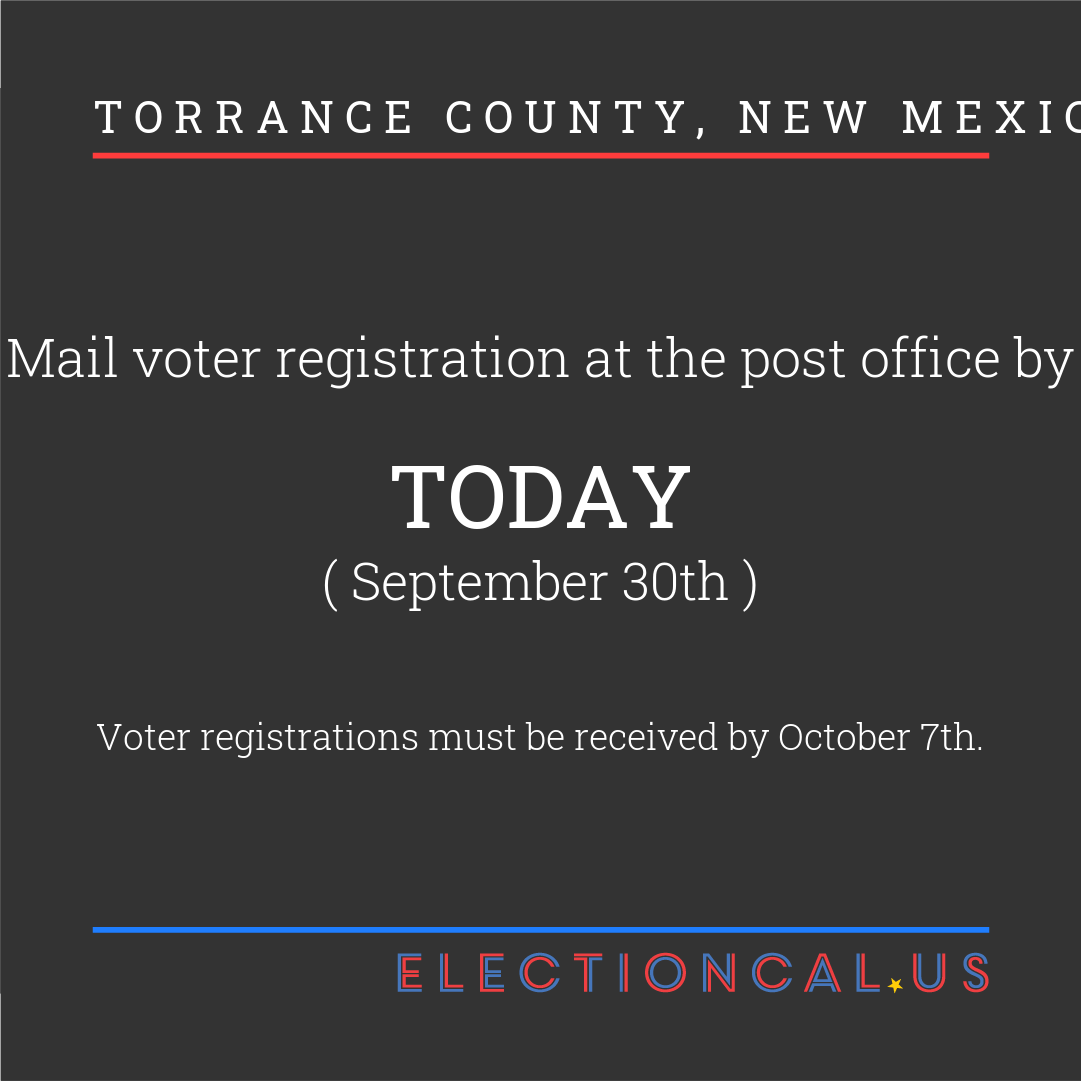 TORRANCE COUNTY, NEW MEXIC
Mail voter registration at the post office by
TODAY
( September 30th )
Voter registrations must be received by October 7th.
ELECTIONCAL.US